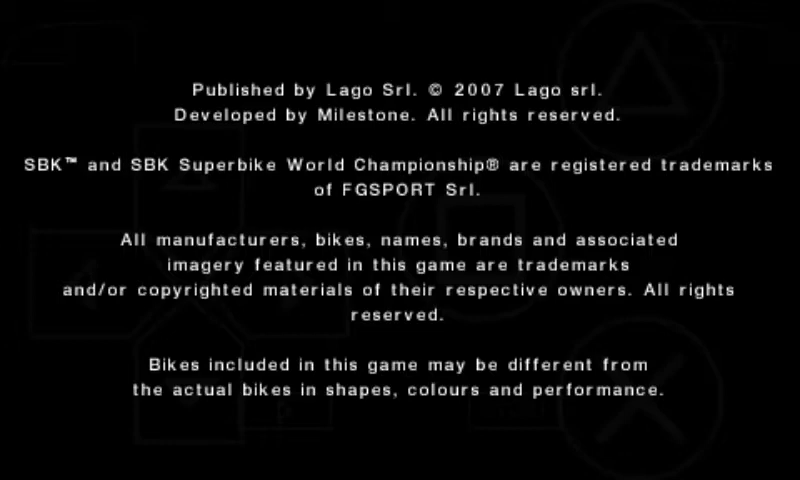 Published by Lago Srl. © 2007 Lago srl.
Developed by Milestone. All rights reserved.
SBK™ and SBK Superbike World Championship® are registered trademarks
of FGSPORT Srl.
All manufacturers, bikes, names, brands and associated
imagery featured in this game are trademarks
and/or copyrighted materials of their respective owners. All rights
reserved.
Bikes included in this game may be different from
the actual bikes in shapes, colours and performance.